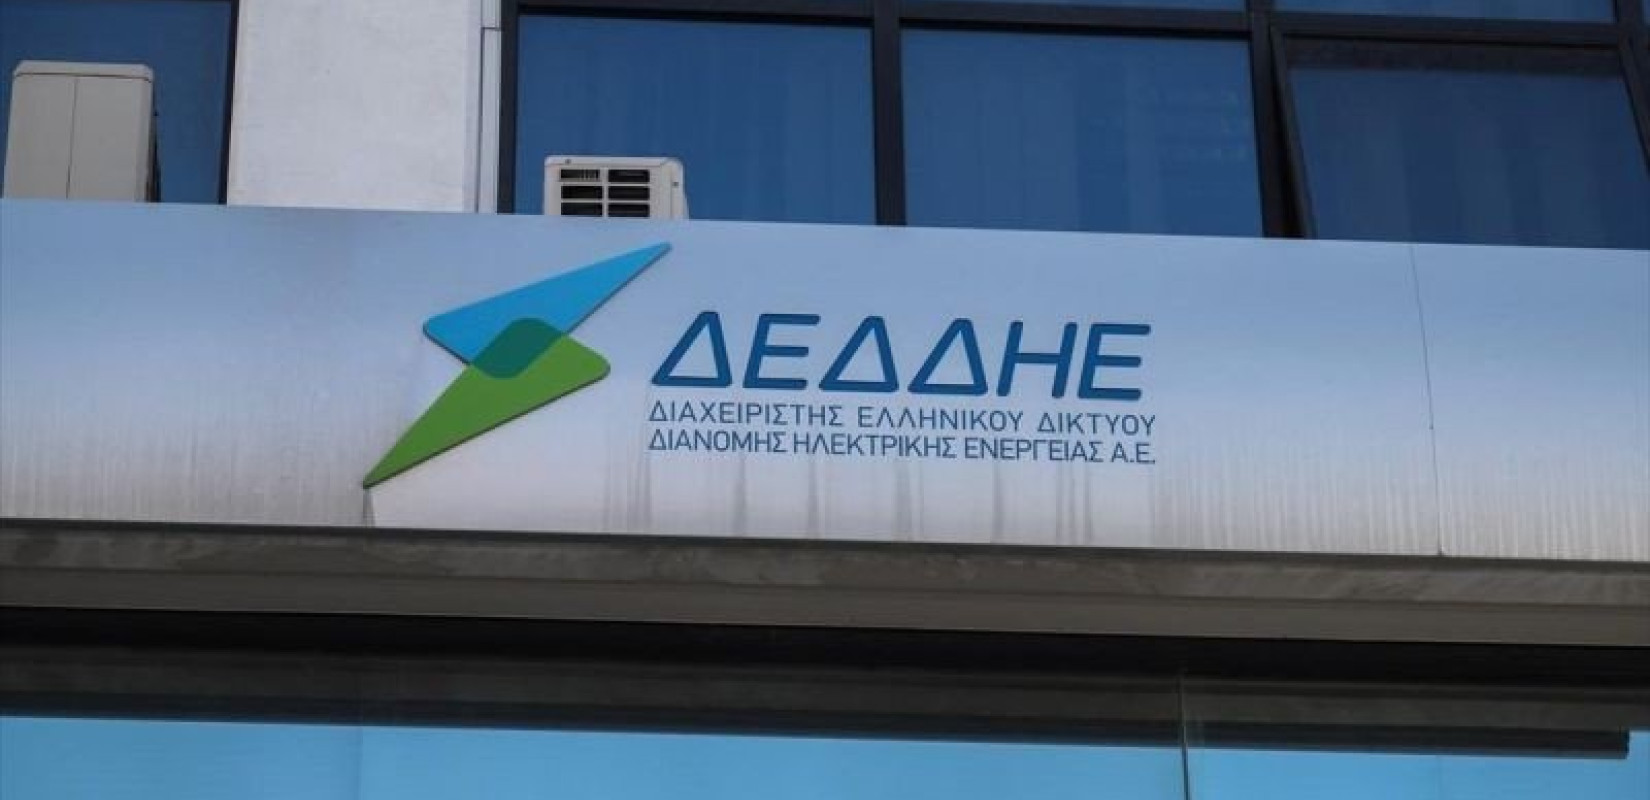 ΔΕΔΔΗΕ
ΔΙΑΧΕΙΡΙΣΤΗΣ ΕΛΛΗΝΙΚΟΥ ΔΙΚΤΥΟΥ
ΔΙΑΝΟΜΗΣ ΗΛΕΚΤΡΙΚΗΣ ΕΝΕΡΓΕΙΑΣ Α.Ε.